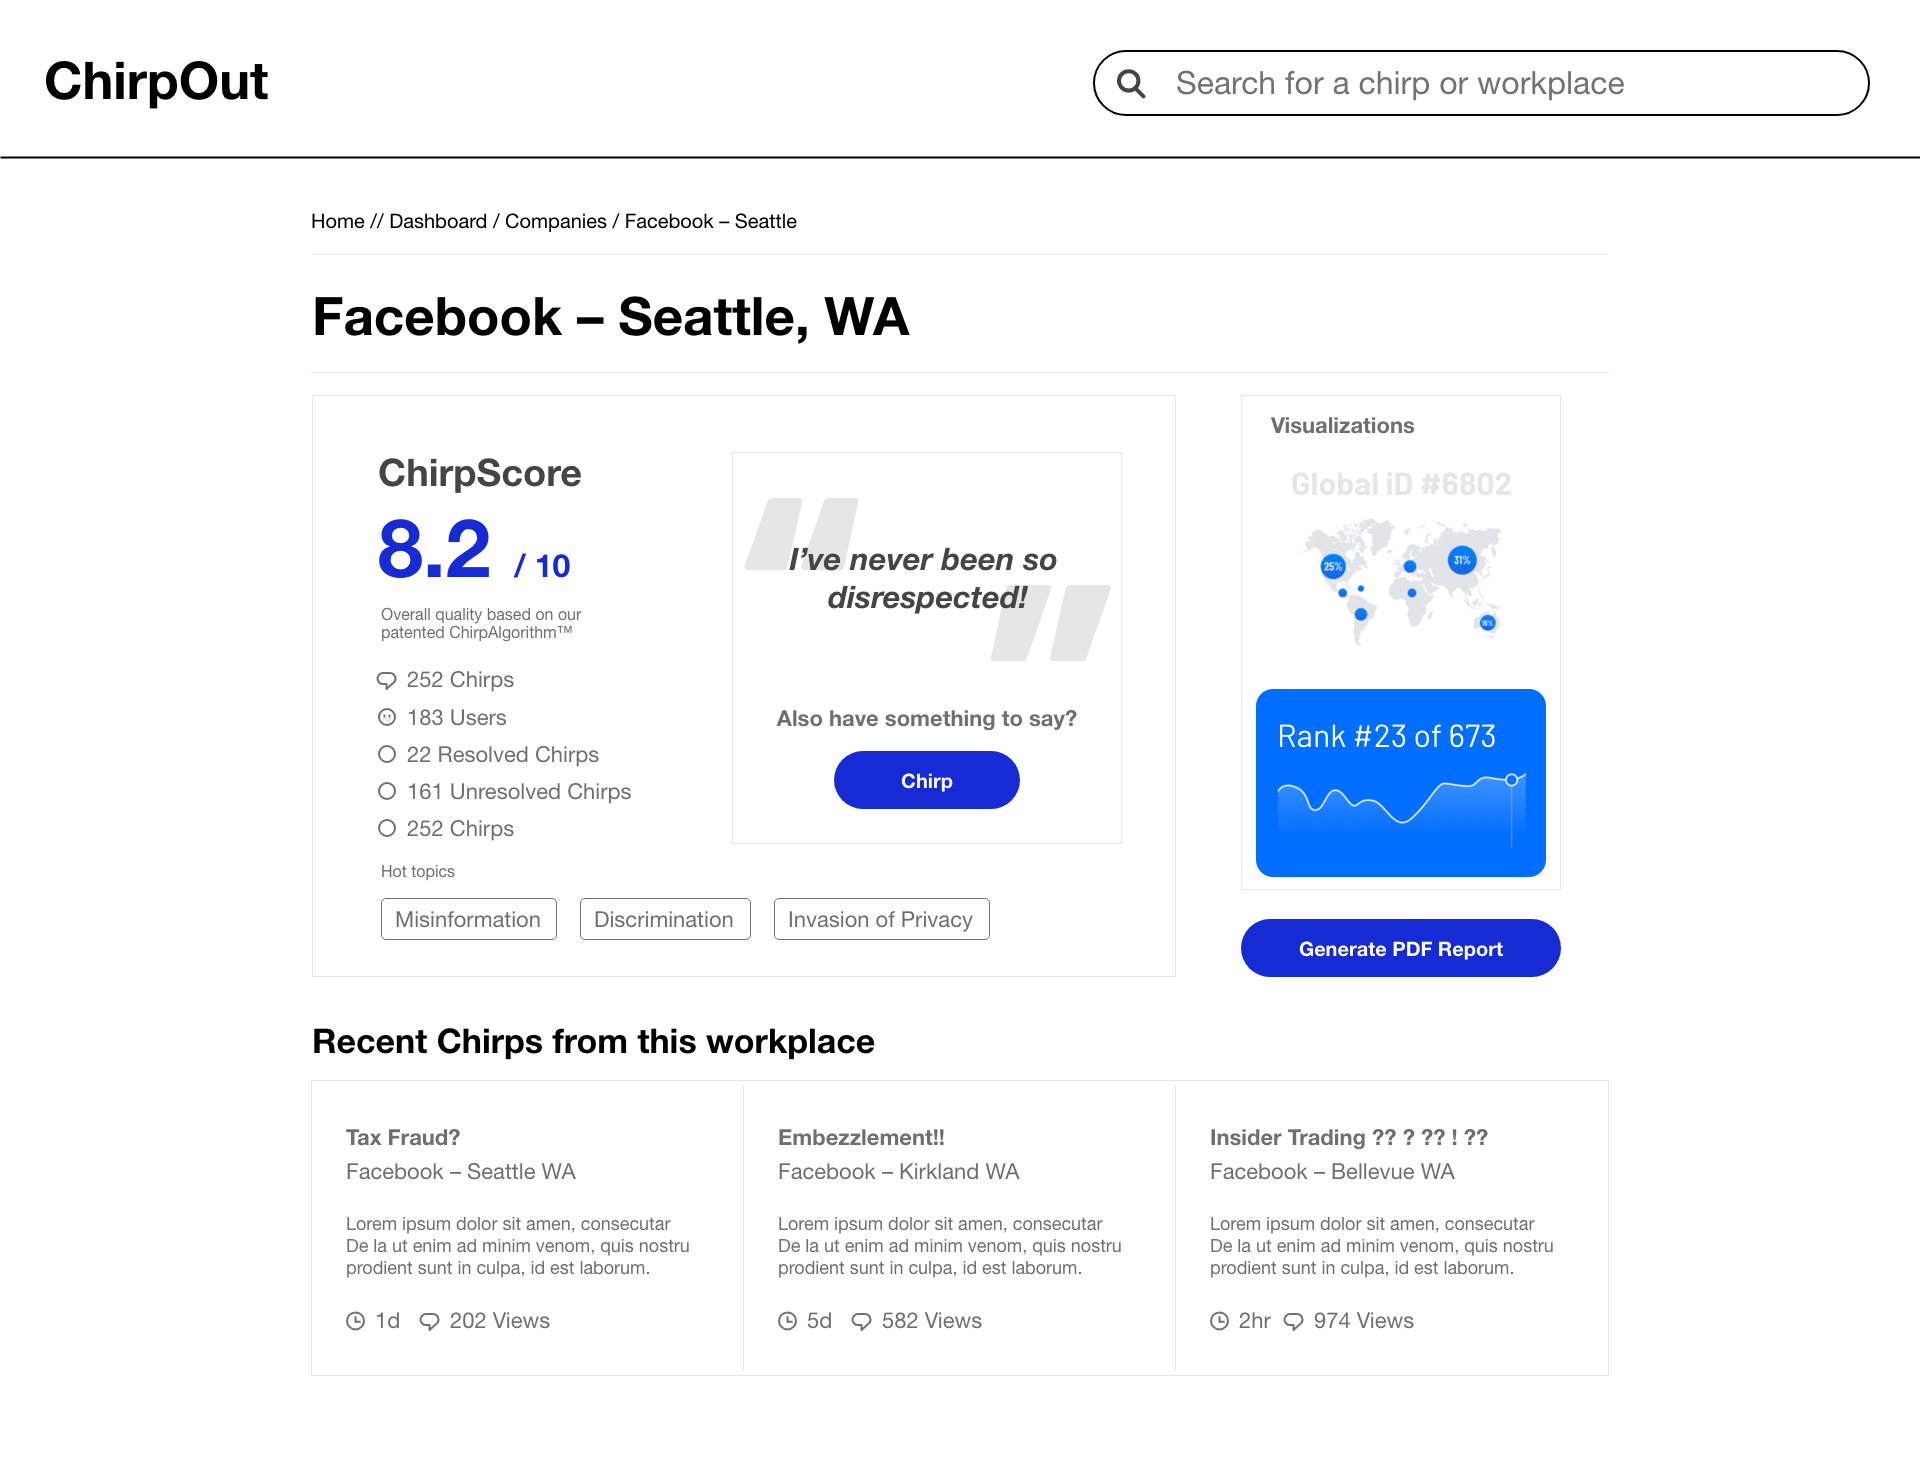 ChirpOut
Search for a chirp or workplace
Home // Dashboard / Companies / Facebook – Seattle
Facebook – Seattle, WA
ChirpScore
8.2 / 10
Overall quality based on our
patented ChirpAlgorithm™
252 Chirps
183 Users
22 Resolved Chirps
161 Unresolved Chirps
252 Chirps
Hot topics
Misinformation
Discrimination
Invasion of Privacy
“
I’ve never been so
disrespected!
Also have something to say?
Chirp
Visualizations
Global iD #6802
25%
31%
16%
Rank #23 of 673
Generate PDF Report
Recent Chirps from this workplace
Tax Fraud?
Facebook – Seattle WA
Lorem ipsum dolor sit amen, consecutar
De la ut enim ad minim venom, quis nostru
prodient sunt in culpa, id est laborum.
1d 202 Views
Embezzlement!!
Facebook – Kirkland WA
Lorem ipsum dolor sit amen, consecutar
De la ut enim ad minim venom, quis nostru
prodient sunt in culpa, id est laborum.
5d 582 Views
Insider Trading ?? ? ?? ! ??
Facebook – Bellevue WA
Lorem ipsum dolor sit amen, consecutar
De la ut enim ad minim venom, quis nostru
prodient sunt in culpa, id est laborum.
2hr 974 Views